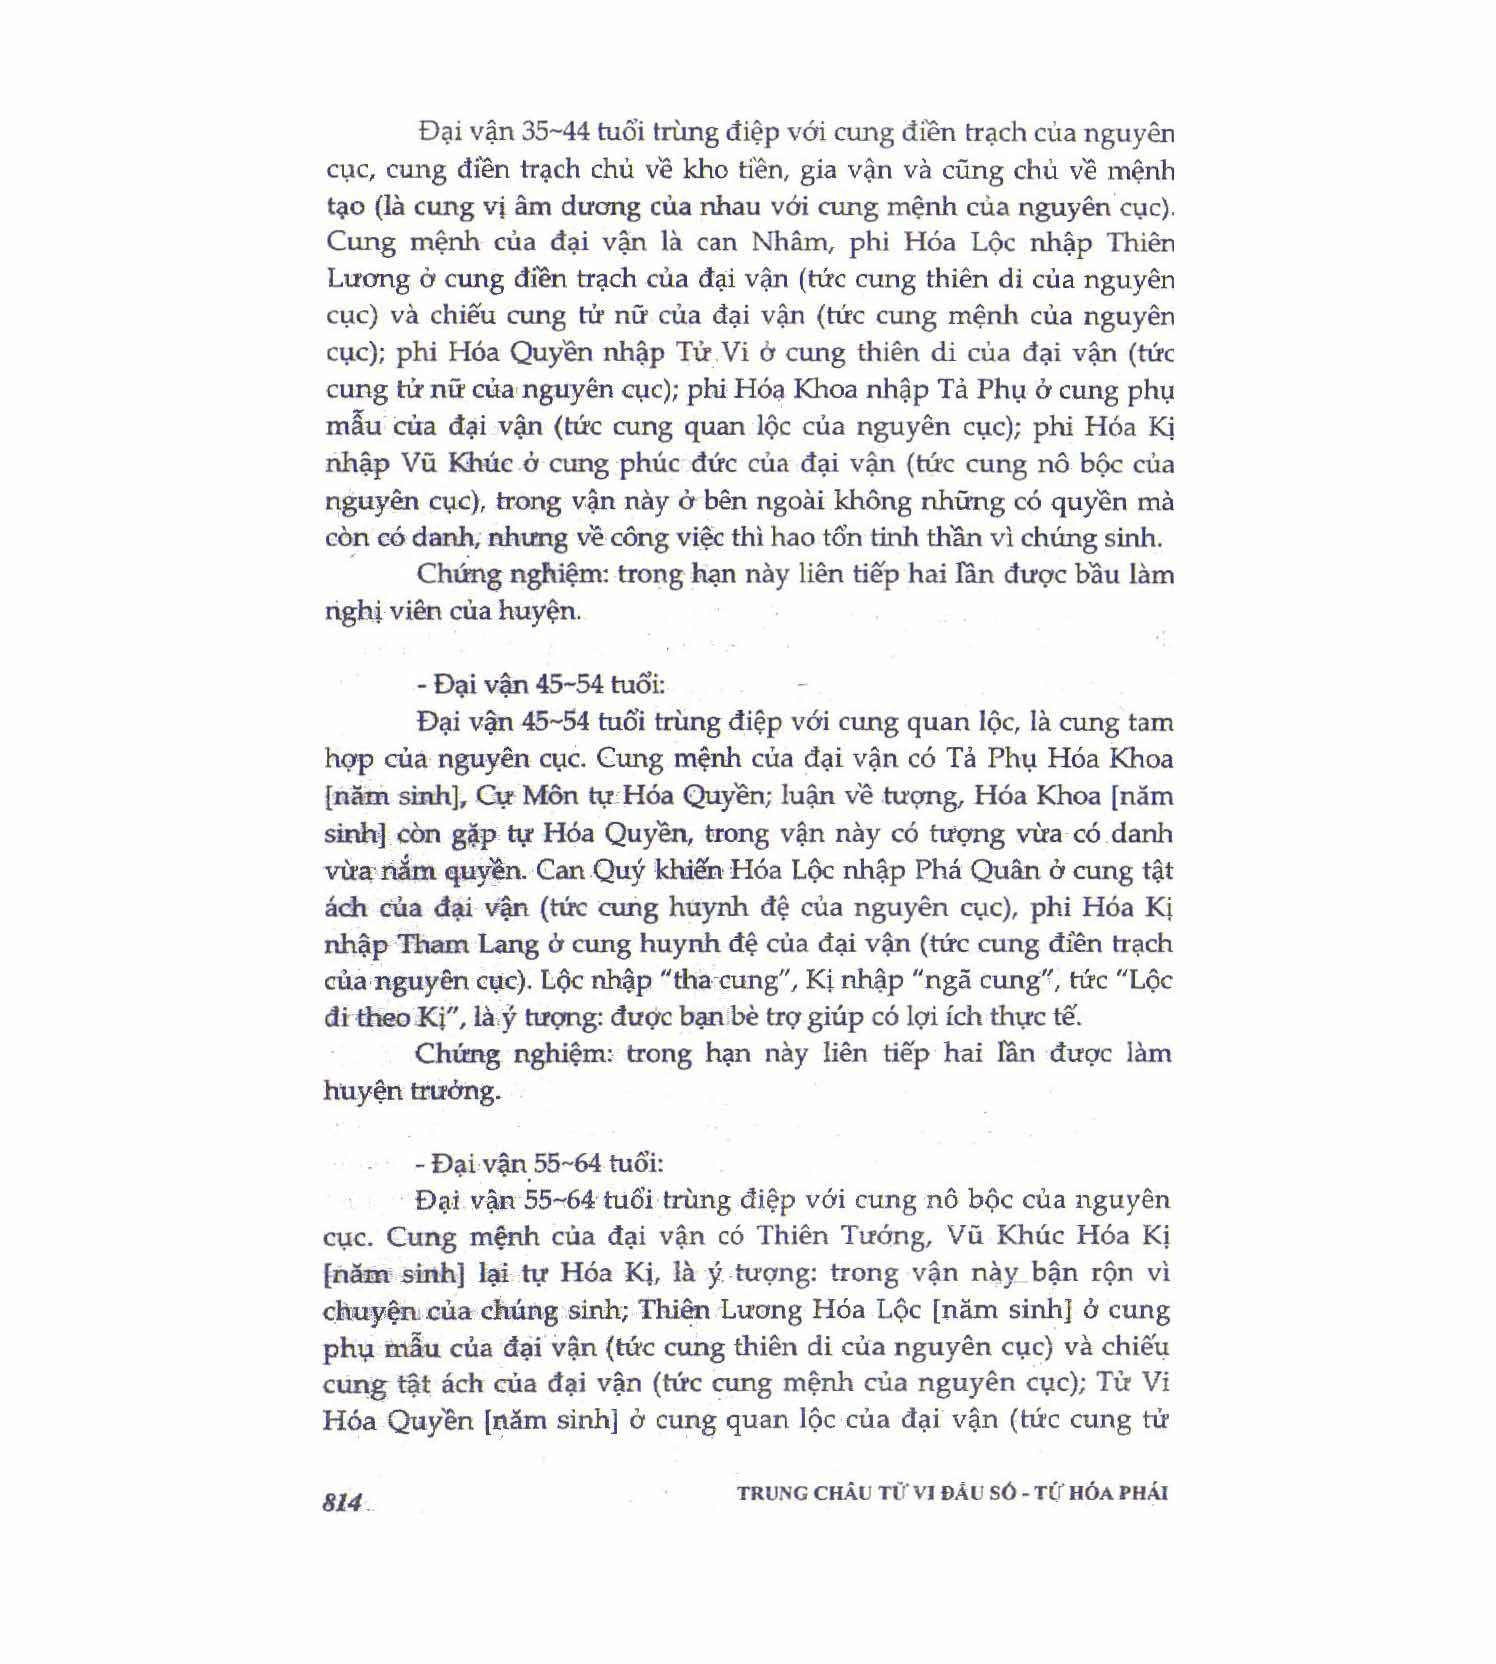 Đại vận 35~44 tuổi trùng điệp với cung điền trạch của nguyên
cục, cung điền trạch chủ về kho tiền, gia vận và cũng chủ về mệnh
tạo (là cung vị âm dương của nhau với cung mệnh của nguyên cục).
Cung mệnh của đại vận là can Nhâm, phi Hóa Lộc nhập Thiên
Lương ở cung điền trạch của đại vận (tức cung thiên di của nguyên
cục) và chiếu cung tử nữ của đại vận (tức cung mệnh của nguyên
cục); phi Hóa Quyền nhập Tử Vi ở cung thiên di của đại vận (tức
cung tử nữ của nguyên cục); phi Hóa Khoa nhập Tả Phụ ở cung phụ
mẫu của đại vận (tức cung quan lộc của nguyên cục); phi Hóa Kị
nhập Vũ Khúc ở cung phúc đức của đại vận (tức cung nô bộc của
nguyên cục), trong vận này ở bên ngoài không những có quyền mà
còn có danh, nhưng về công việc thì hao tổn tinh thần vì chúng sinh.
Chứng nghiệm: trong hạn này liên tiếp hai lần được bầu làm
nghị viên của huyện.
- Đại vận 45~54 tuổi:
Đại vận 45~54 tuổi trùng điệp với cung quan lộc, là cung tam
hợp của nguyên cục. Cung mệnh của đại vận có Tả Phụ Hóa Khoa
[năm sinh], Cự Môn tự Hóa Quyền; luận về tượng, Hóa Khoa [năm
sinh] còn gặp tự Hóa Quyền, trong vận này có tượng vừa có danh
vừa nắm quyền. Can Quý khiến Hóa Lộc nhập Phá Quân ở cung tật
ách của đại vận (tức cung huynh đệ của nguyên cục), phi Hóa Kị
nhập Tham Lang ở cung huynh đệ của đại vận (tức cung điền trạch
của nguyên cục). Lộc nhập "tha cung", Kị nhập "ngã cung", tức "Lộc
đi theo Kị", là ý tượng: được bạn bè trợ giúp có lợi ích thực tế.
Chứng nghiệm: trong hạn này liên tiếp hai lần được làm
huyện trưởng.
- Đại vận 55~64 tuổi:
Đại vận 55~64 tuổi trùng điệp với cung nô bộc của nguyên
cục. Cung mệnh của đại vận có Thiên Tướng, Vũ Khúc Hóa Kị
[năm sinh] lại tự Hóa Kị, là ý tượng: trong vận này bận rộn vì
chuyện của chúng sinh; Thiên Lương Hóa Lộc [năm sinh] ở cung
phụ mẫu của đại vận (tức cung thiên di của nguyên cục) và chiếu
cung tật ách của đại vận (tức cung mệnh của nguyên cục); Tử Vi
Hóa Quyền [năm sinh] ở cung quan lộc của đại vận (tức cung tử
814 TRUNG CHÂU TỬ VI ĐẨU SỐ - TỨ HÓA PHÁI